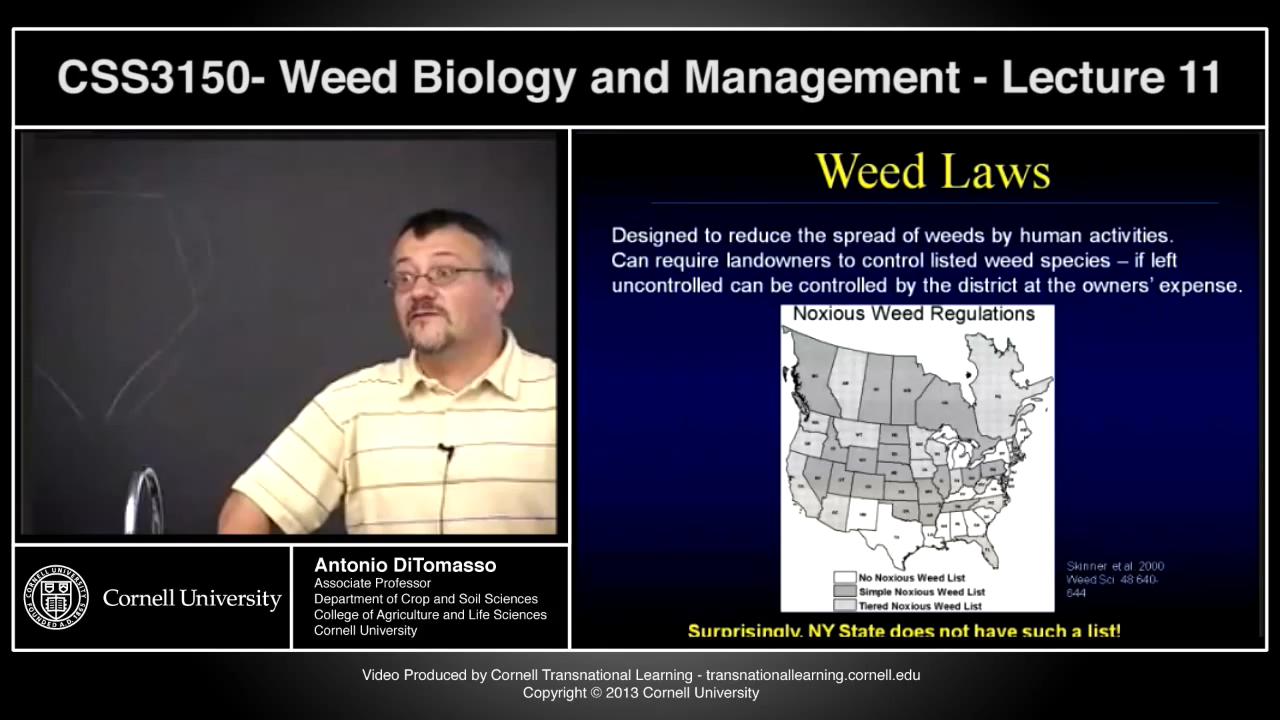 CSS3150- Weed Biology and Management - Lecture 11
Weed Laws
Designed to reduce the spread of weeds by human activities.
Can require landowners to control listed weed species – if left
uncontrolled can be controlled by the district at the owners’ expense.
Noxious Weed Regulations
No Noxious Weed List
Simple Noxious Weed List
Tiered Noxious Weed List
Skinner et al. 2000
Weed Sci. 48:640-
644
Surprisingly, NY State does not have such a list!
Cornell University
Antonio DiTomasso
Associate Professor
Department of Crop and Soil Sciences
College of Agriculture and Life Sciences
Cornell University
Video Produced by Cornell Transnational Learning - transnationallearning.cornell.edu
Copyright © 2013 Cornell University